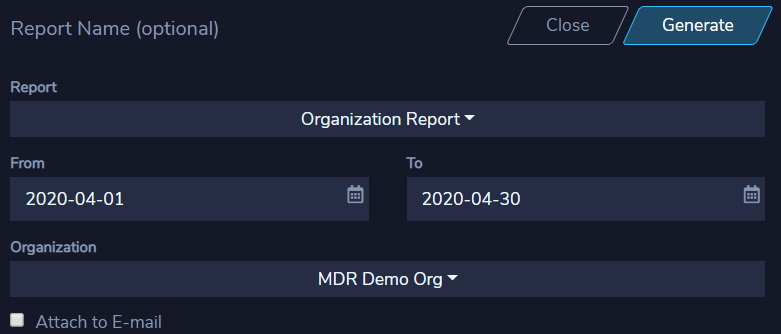 Report Name (optional)
Close
Generate
Report
Organization Report
From
To
2020-04-01
2020-04-30
Organization
MDR Demo Org
Attach to E-mail